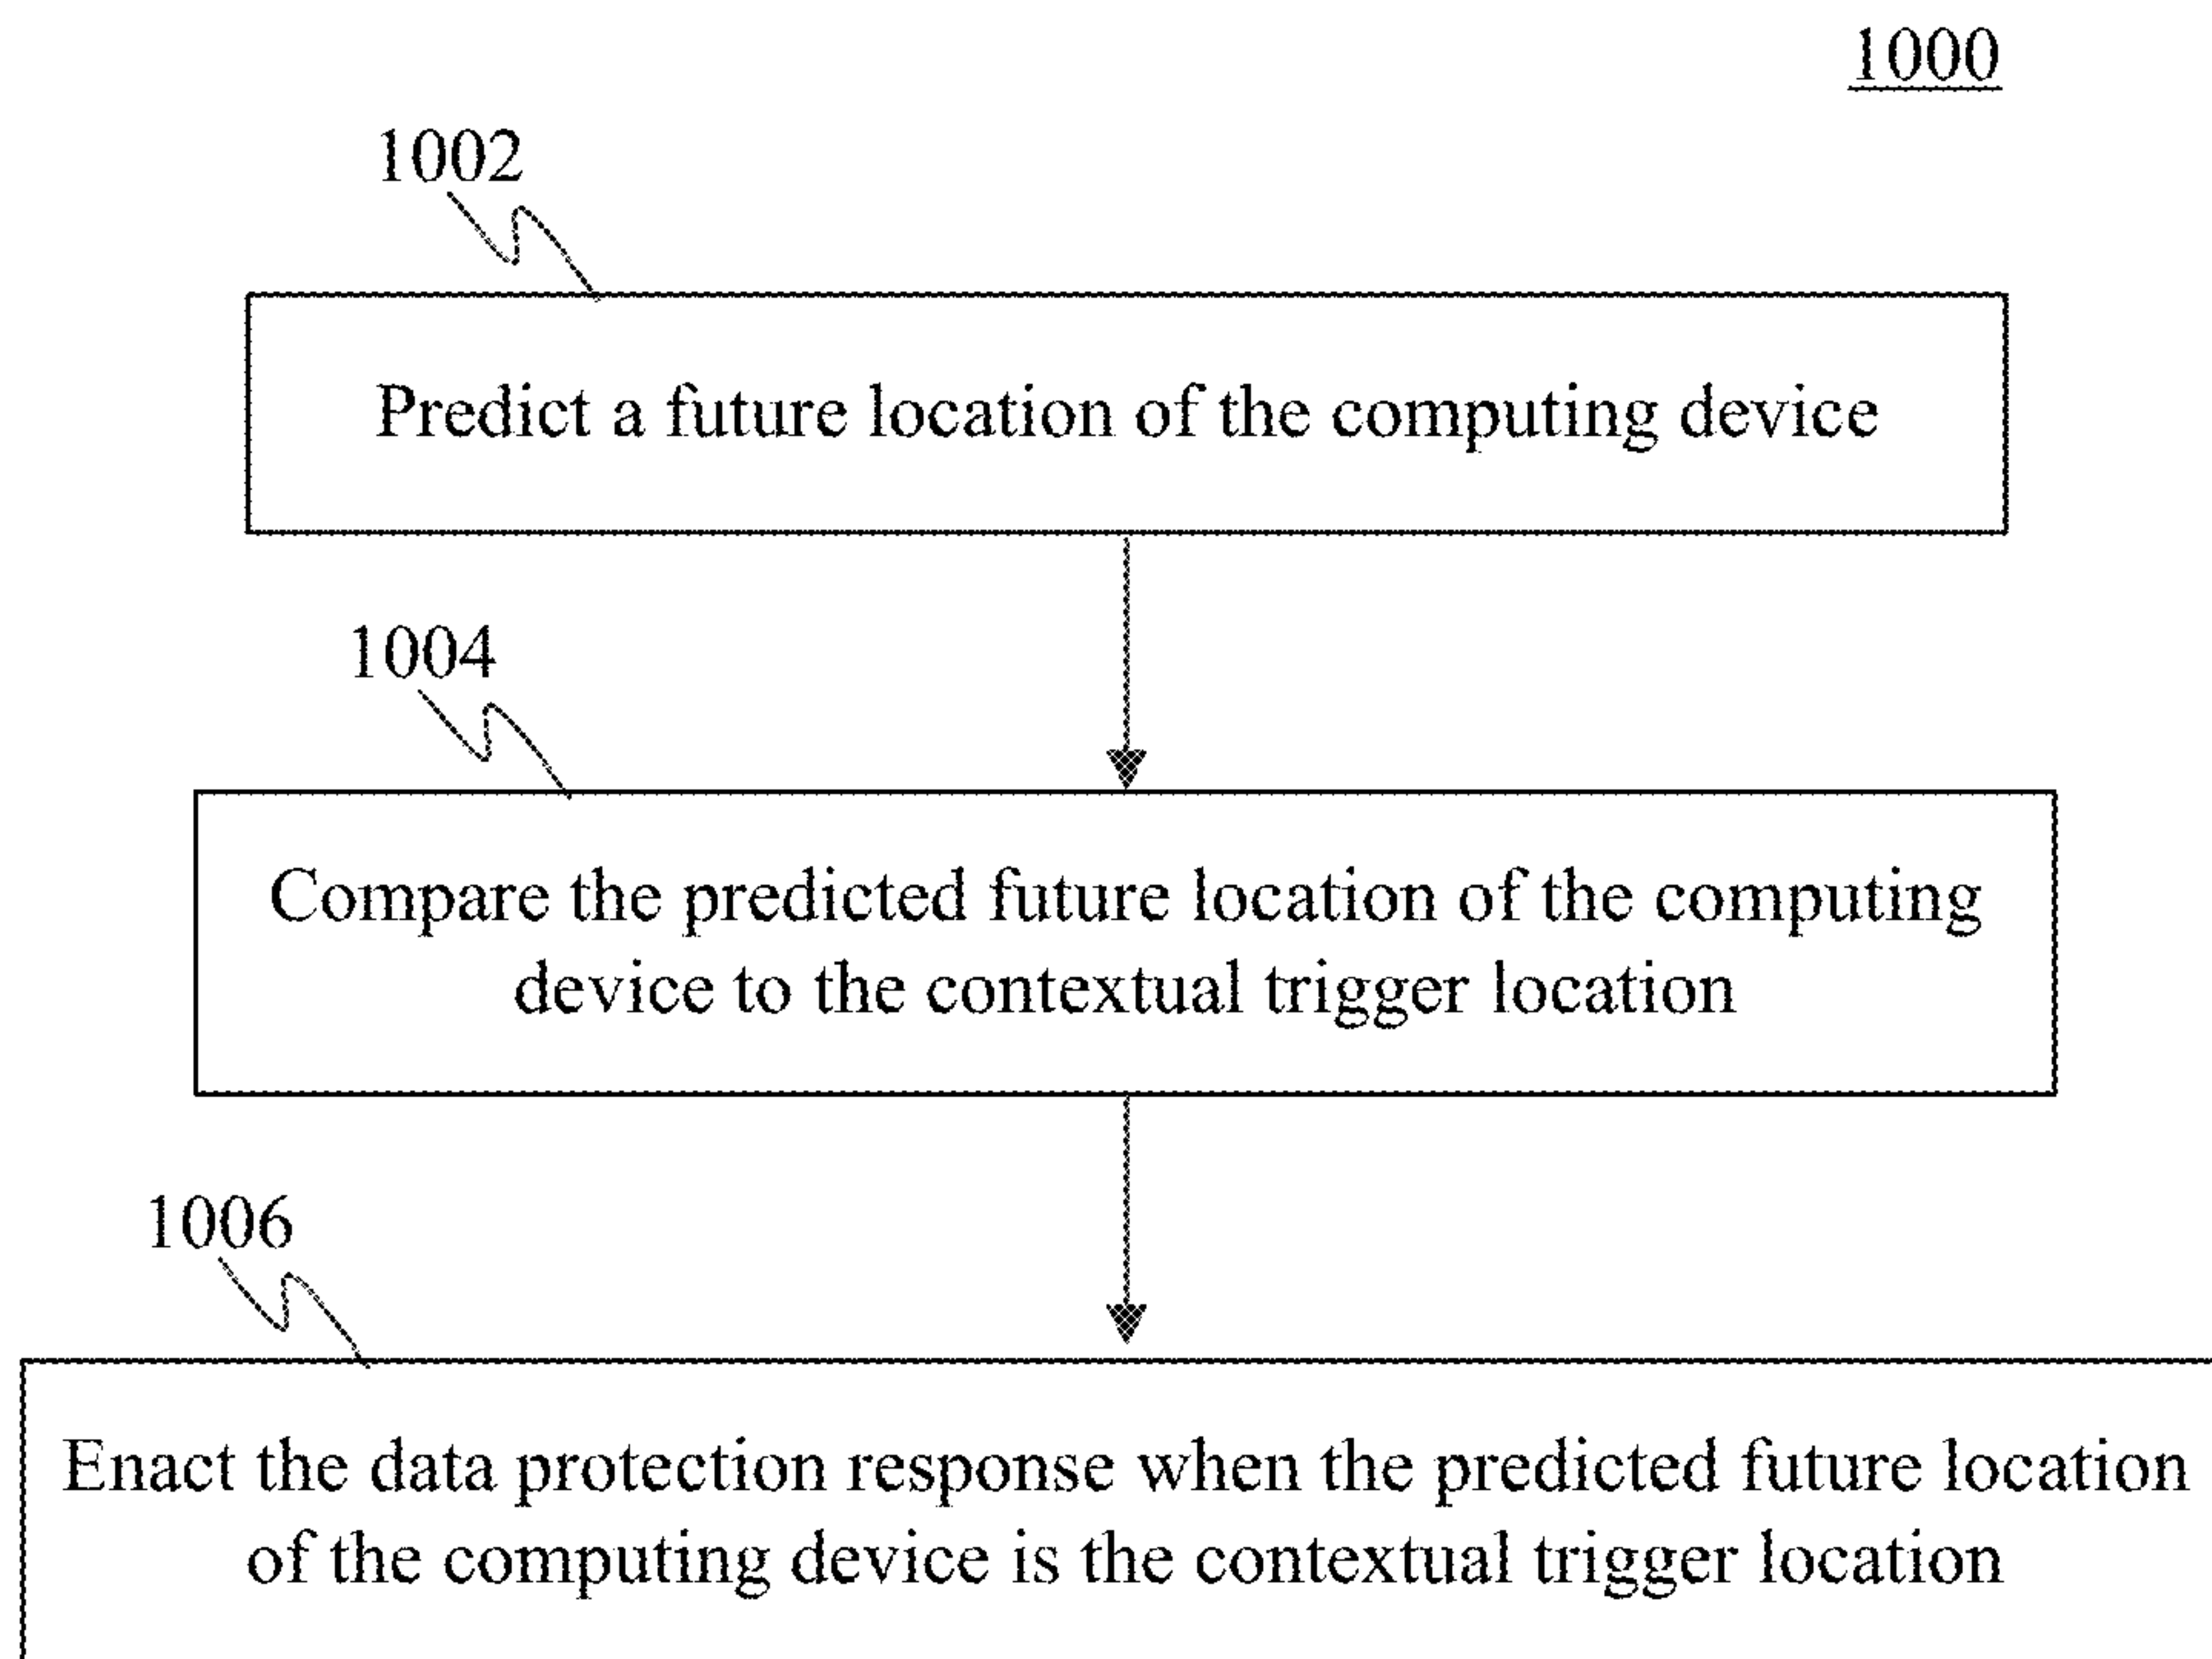 1000
1002
Predict a future location of the computing device
1004
Compare the predicted future location of the computing
device to the contextual trigger location
1006
Enact the data protection response when the predicted future location
of the computing device is the contextual trigger location